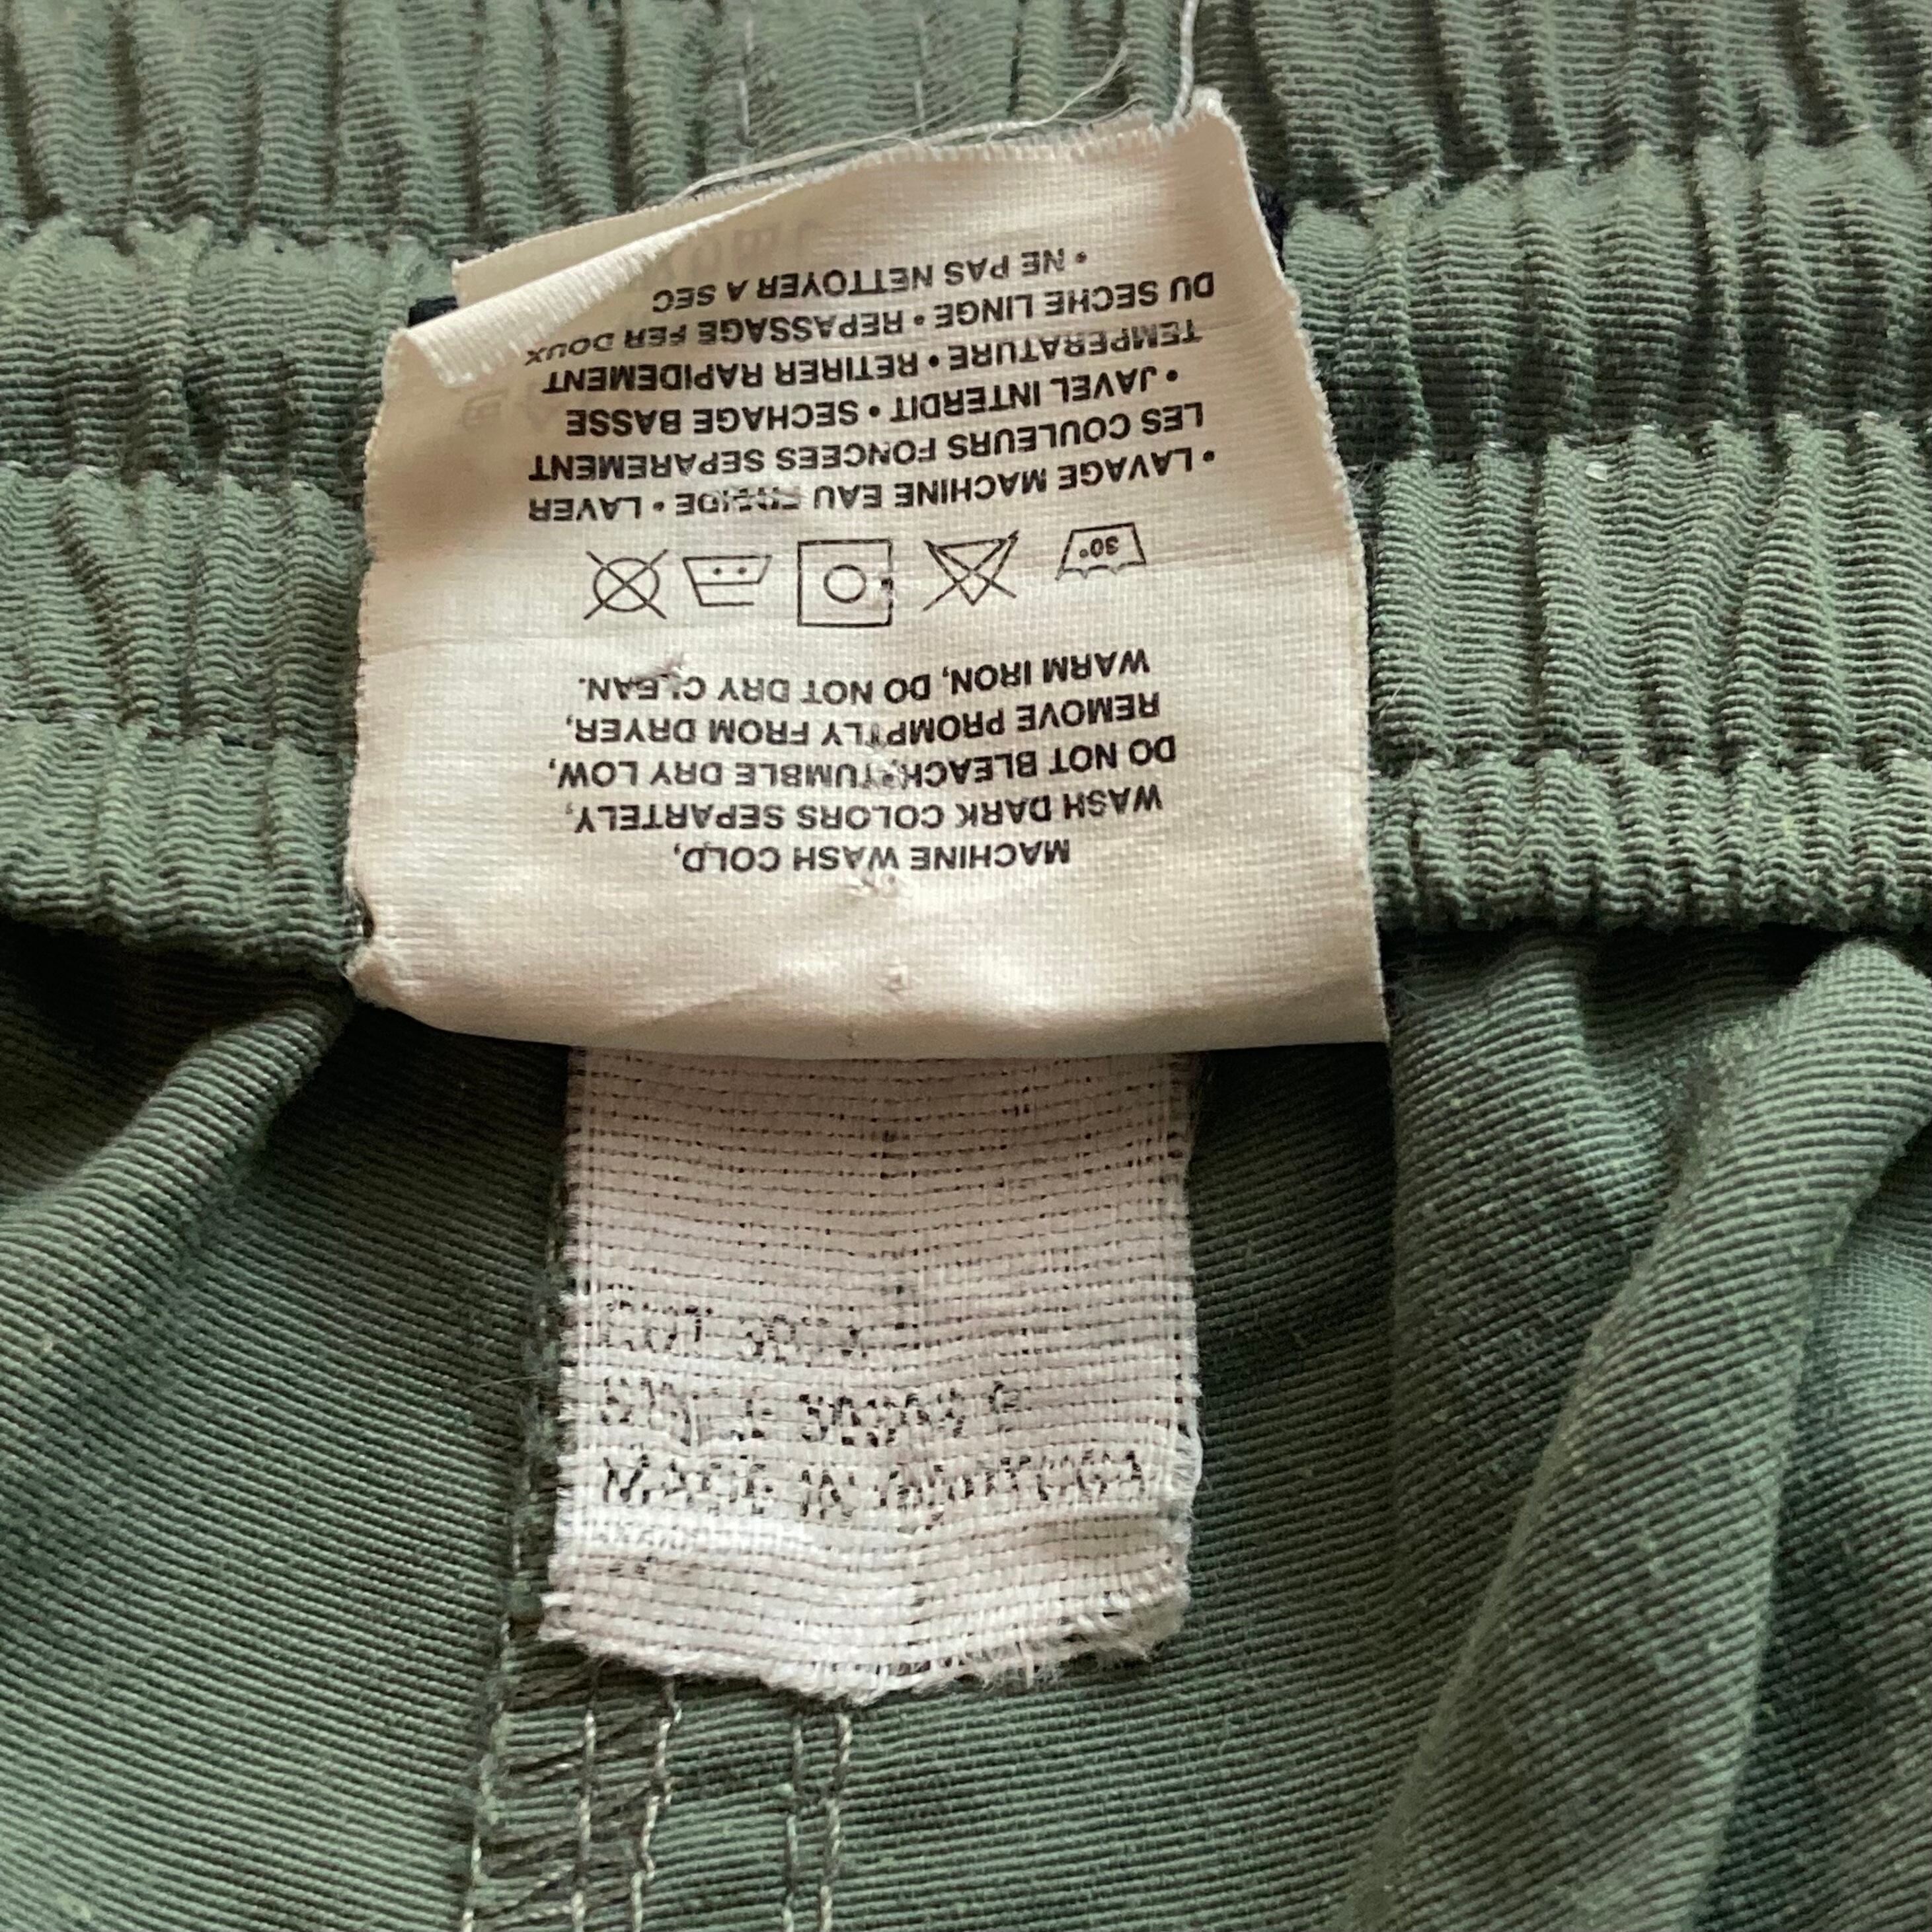 MACHINE WASH COLD,
WASH DARK COLORS SEPARTELY,
DO NOT BLEACH, TUMBLE DRY LOW,
REMOVE PROMPTLY FROM DRYER,
WARM IRON, DO NOT DRY CLEAN.
30°
• LAVAGE MACHINE EAU FROIDE • LAVER
LES COULEURS FONCEES SEPAREMENT
• JAVEL INTERDIT • SECHAGE BASSE
TEMPERATURE • RETIRER RAPIDEMENT
DU SECHE LINGE • REPASSAGE FER DOUX
• NE PAS NETTOYER A SEC
MADE IN